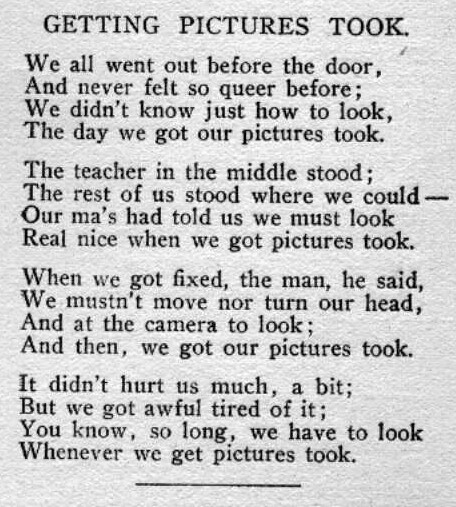 GETTING PICTURES TOOK.
We all went out before the door,
And never felt so queer before;
We didn't know just how to look,
The day we got our pictures took.
The teacher in the middle stood;
The rest of us stood where we could—
Our ma's had told us we must look
Real nice when we got pictures took.
When we got fixed, the man, he said,
We mustn't move nor turn our head,
And at the camera to look;
And then, we got our pictures took.
It didn't hurt us much, a bit;
But we got awful tired of it;
You know, so long, we have to look
Whenever we get pictures took.